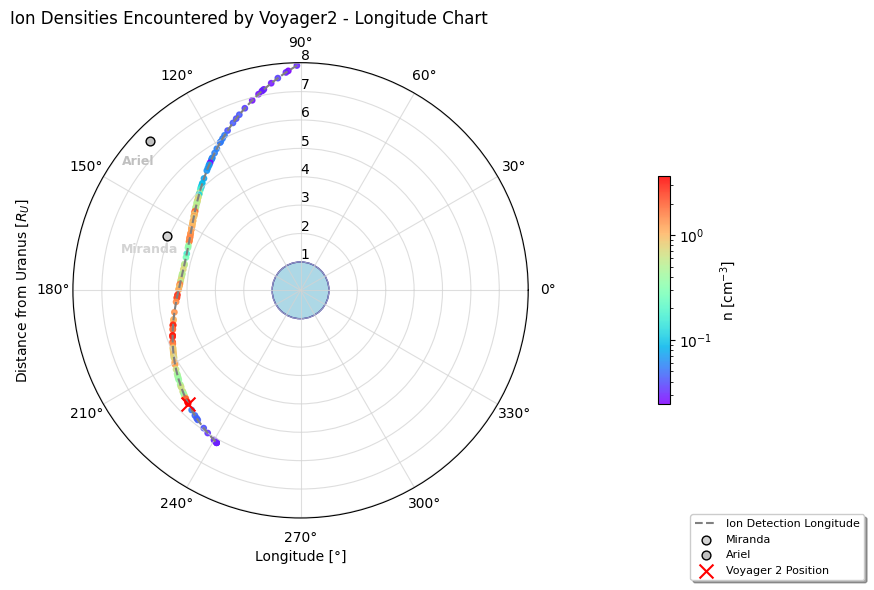 Ion Densities Encountered by Voyager2 - Longitude Chart
90°
8
120°
60°
7
6
5
Ariel
150°
30°
4
3
2
Miranda
1
180°
0°
Distance from Uranus [R_U]
10^0
10^{-1}
n [cm^{-3}]
210°
330°
240°
300°
270°
Longitude [°]
Ion Detection Longitude
Miranda
Ariel
Voyager 2 Position